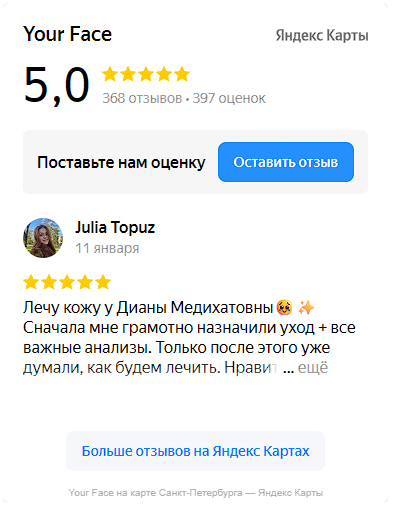 Your Face
Яндекс Карты
5,0
368 отзывов • 397 оценок
Поставьте нам оценку
Оставить отзыв
Julia Topuz
11 января
Лечу кожу у Дианы Медихатовны🥹 ✨
Сначала мне грамотно назначили уход + все
важные анализы. Только после этого уже
думали, как будем лечить. Нравит ... ещё
Больше отзывов на Яндекс Картах
Your Face на карте Санкт‑Петербурга — Яндекс Карты